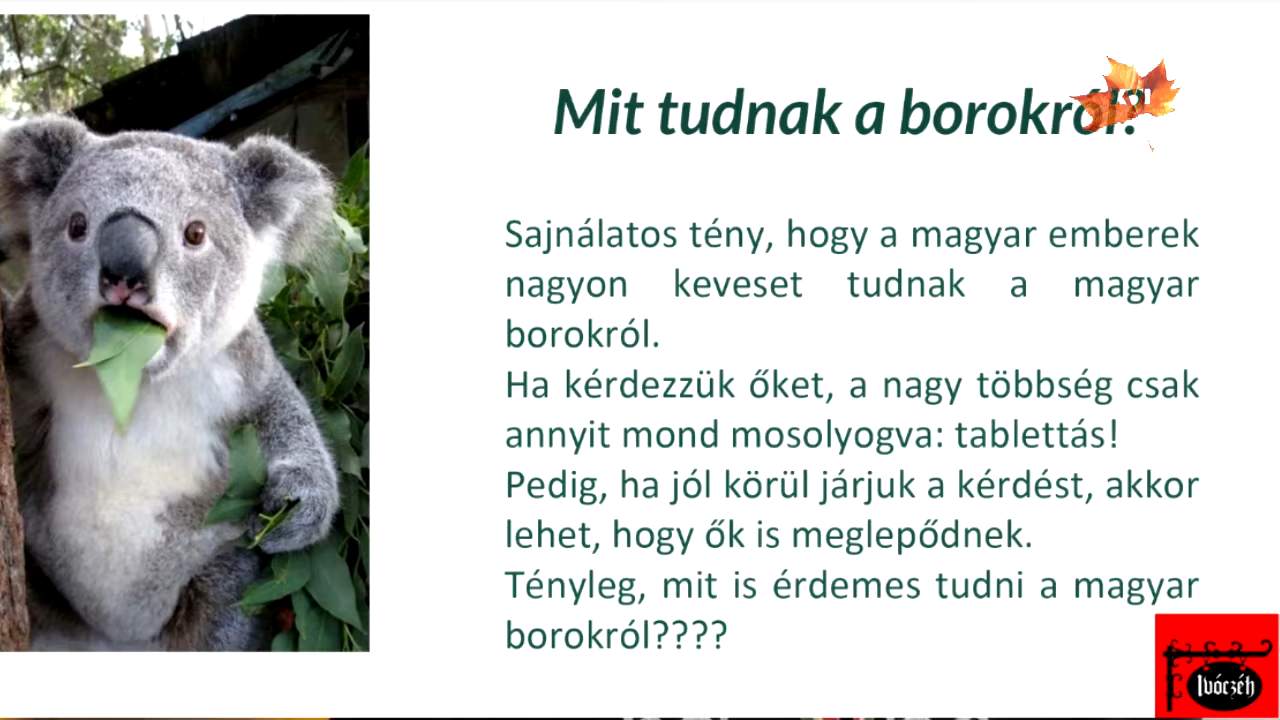 Mit tudnak a borokról?
KVI
Sajnálatos tény, hogy a magyar emberek
nagyon keveset tudnak a magyar
borokról.
Ha kérdezzük őket, a nagy többség csak
annyit mond mosolyogva: tablettás!
Pedig, ha jól körül járjuk a kérdést, akkor
lehet, hogy ők is meglepődnek.
Tényleg, mit is érdemes tudni a magyar
borokról????
Ivóczéh